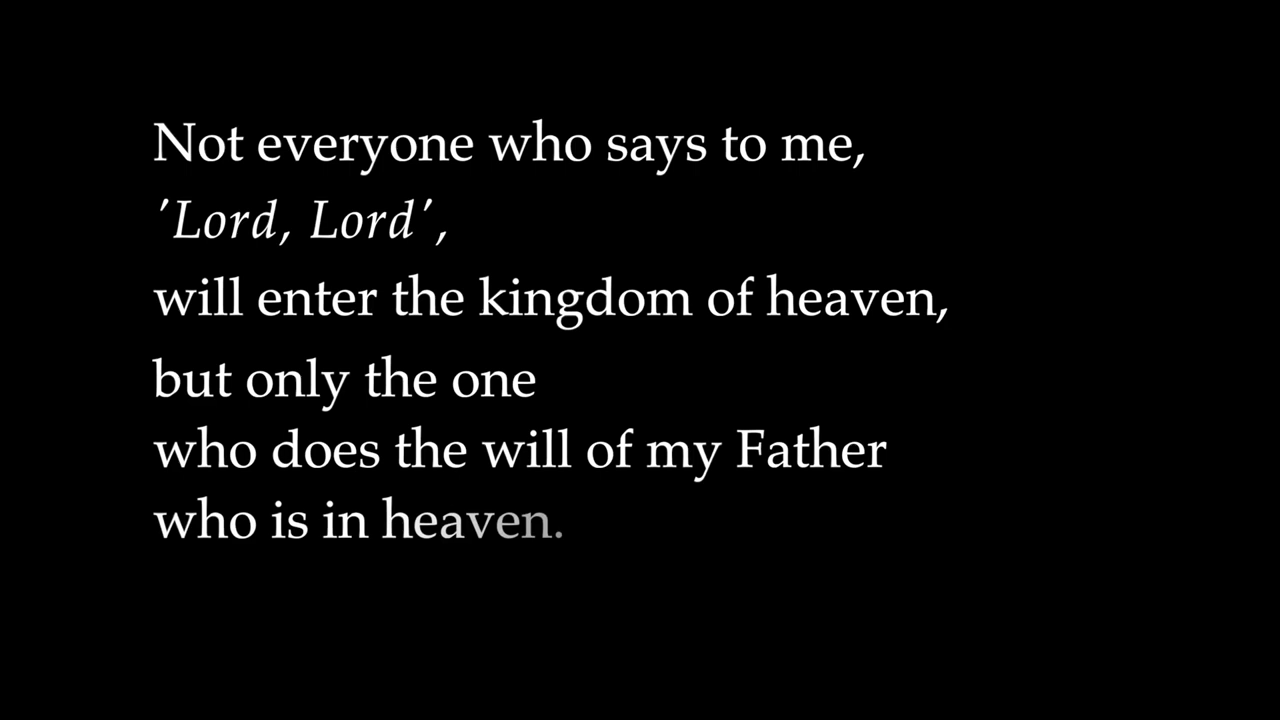 Not everyone who says to me,
'Lord, Lord',
will enter the kingdom of heaven,
but only the one
who does the will of my Father
who is in heaven.